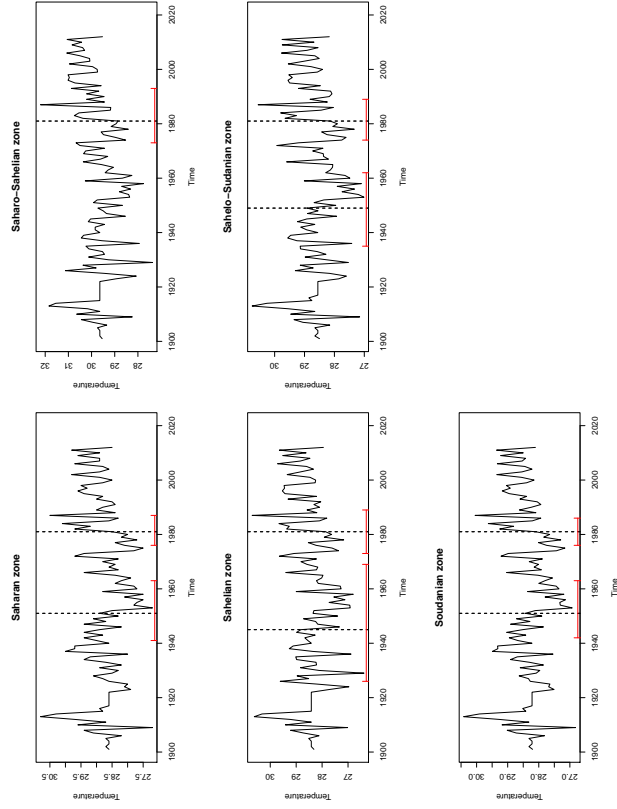 Saharan zone
Temperature
30.5
29.5
28.5
27.5
1900 1920 1940 1960 1980 2000 2020
Time
Saharo−Sahelian zone
Temperature
32
31
30
29
28
1900 1920 1940 1960 1980 2000 2020
Time
Sahelian zone
Temperature
30
29
28
27
1900 1920 1940 1960 1980 2000 2020
Time
Sahelo−Sudanian zone
Temperature
30
29
28
27
1900 1920 1940 1960 1980 2000 2020
Time
Soudanian zone
Temperature
30.0
29.0
28.0
27.0
1900 1920 1940 1960 1980 2000 2020
Time